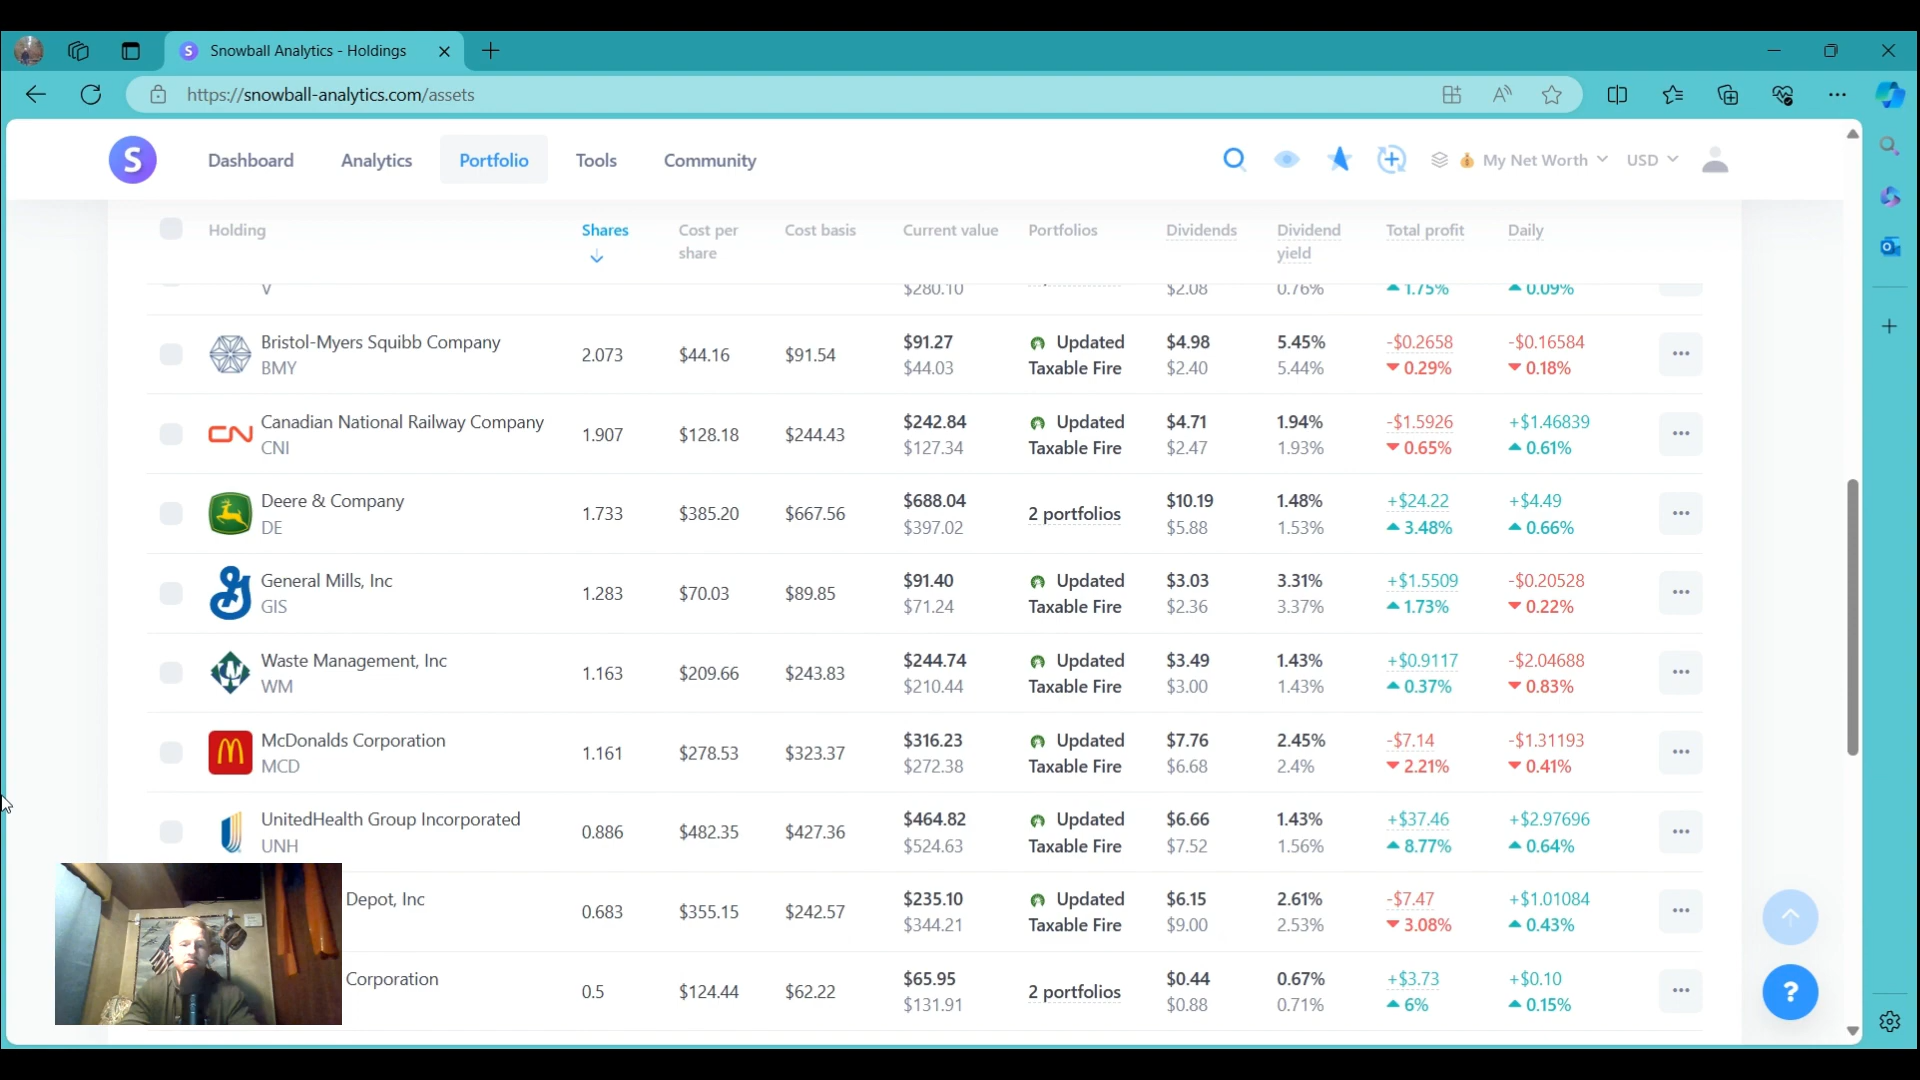 Snowball Analytics - Holdings
https://snowball-analytics.com/assets
S Dashboard Analytics Portfolio Tools Community My Net Worth USD
Holding Shares Cost per share Cost basis Current value Portfolios Dividends Dividend yield Total profit Daily
V $280.10 $2.08 0.76% 1.75% 0.09%
Bristol-Myers Squibb Company $91.27 Updated $4.98 5.45% -$0.2658 -$0.16584
2.073 $44.16 $91.54
BMY $44.03 Taxable Fire $2.40 5.44% 0.29% 0.18%
Canadian National Railway Company $242.84 Updated $4.71 1.94% -$1.5926 +$1.46839
CN 1.907 $128.18 $244.43
CNI $127.34 Taxable Fire $2.47 1.93% 0.65% 0.61%
Deere & Company $688.04 $10.19 1.48% +$24.22 +$4.49
1.733 $385.20 $667.56 2 portfolios
DE $397.02 $5.88 1.53% 3.48% 0.66%
General Mills, Inc $91.40 Updated $3.03 3.31% +$1.5509 -$0.20528
G 1.283 $70.03 $89.85
GIS $71.24 Taxable Fire $2.36 3.37% 1.73% 0.22%
Waste Management, Inc $244.74 Updated $3.49 1.43% +$0.9117 -$2.04688
1.163 $209.66 $243.83
WM $210.44 Taxable Fire $3.00 1.43% 0.37% 0.83%
McDonalds Corporation $316.23 Updated $7.76 2.45% -$7.14 -$1.31193
1.161 $278.53 $323.37
MCD $272.38 Taxable Fire $6.68 2.4% 2.21% 0.41%
UnitedHealth Group Incorporated $464.82 Updated $6.66 1.43% +$37.46 +$2.97696
0.886 $482.35 $427.36
UNH $524.63 Taxable Fire $7.52 1.56% 8.77% 0.64%
Depot, Inc $235.10 Updated $6.15 2.61% -$7.47 +$1.01084
0.683 $355.15 $242.57
$344.21 Taxable Fire $9.00 2.53% 3.08% 0.43%
Corporation $65.95 $0.44 0.67% +$3.73 +$0.10
0.5 $124.44 $62.22 2 portfolios
$131.91 $0.88 0.71% 6% 0.15%
?